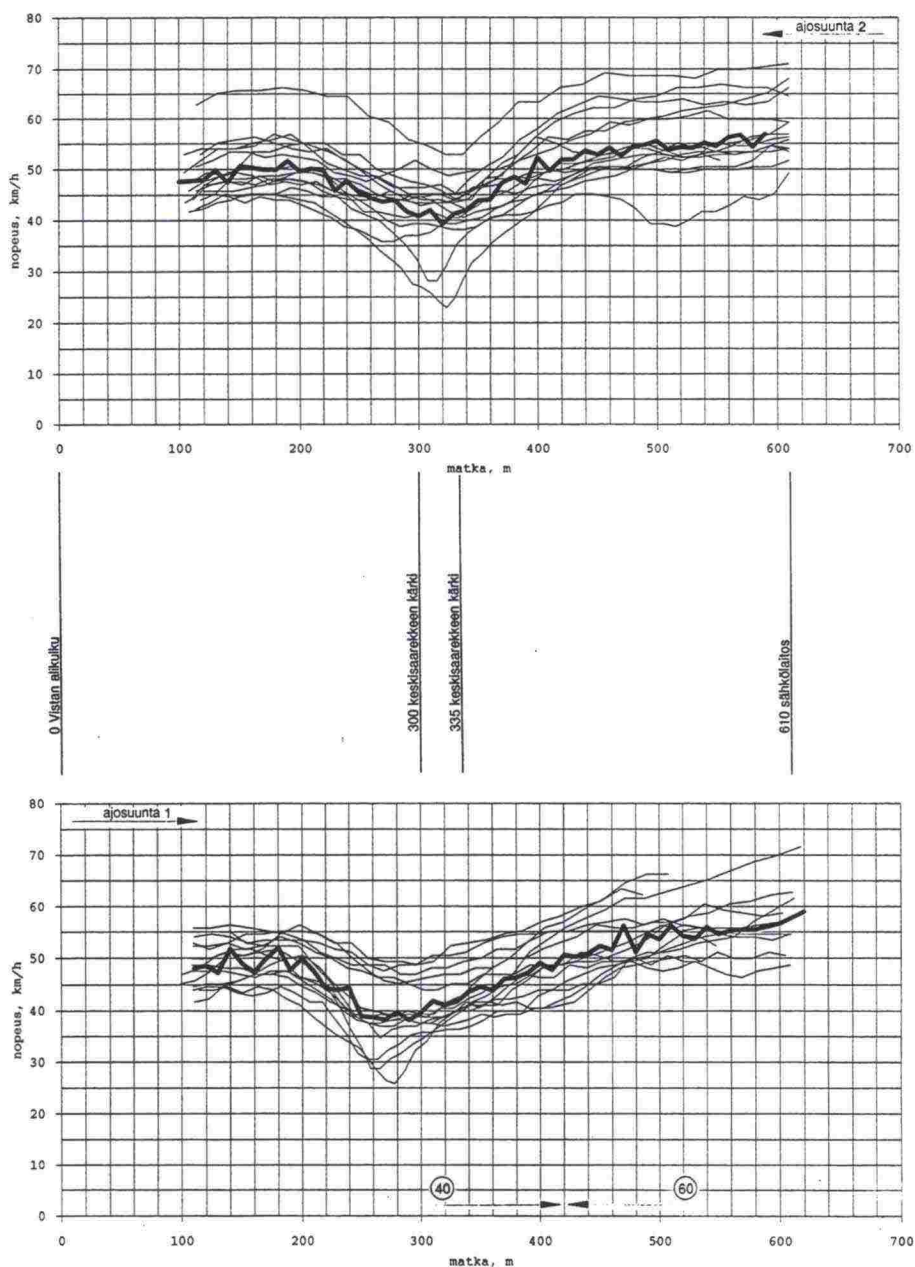 80
ajosuunta 2
70
60
50
40
30
20
10
0
nopeus, km/h
0 100 200 300 400 500 600 700
matka, m
0 Vistan alikulku
300 keskisaarekkeen kärki
335 keskisaarekkeen kärki
610 sähkölaitos
80
ajosuunta 1
70
60
50
40
30
20
10
40 60
0
nopeus, km/h
0 100 200 300 400 500 600 700
matka, m